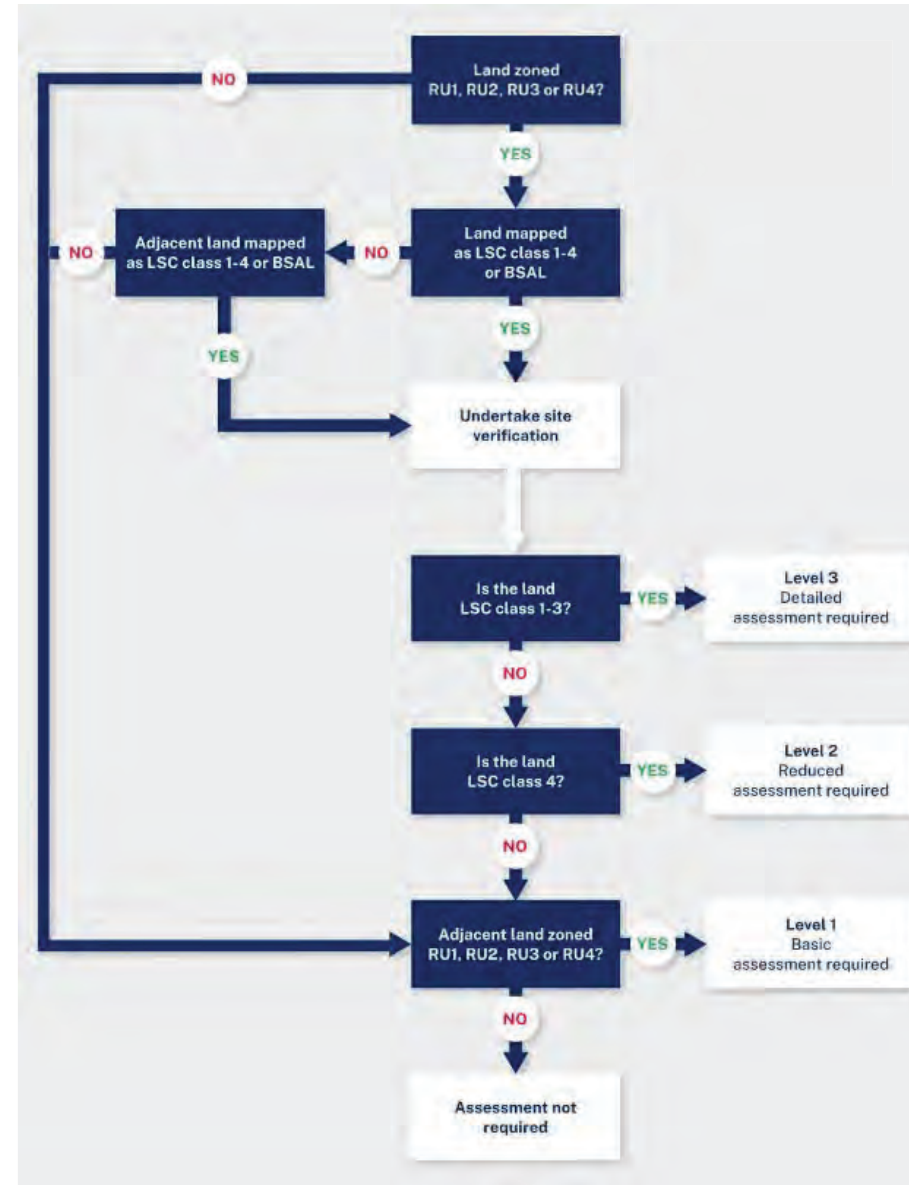 Land zoned
RU1, RU2, RU3 or RU4?
NO
YES
Adjacent land mapped
as LSC class 1-4 or BSAL
Land mapped
as LSC class 1-4
or BSAL
NO
NO
YES
YES
Undertake site
verification
Is the land
LSC class 1-3?
YES
Level 3
Detailed
assessment required
NO
Is the land
LSC class 4?
YES
Level 2
Reduced
assessment required
NO
Adjacent land zoned
RU1, RU2, RU3 or RU4?
YES
Level 1
Basic
assessment required
NO
Assessment not
required